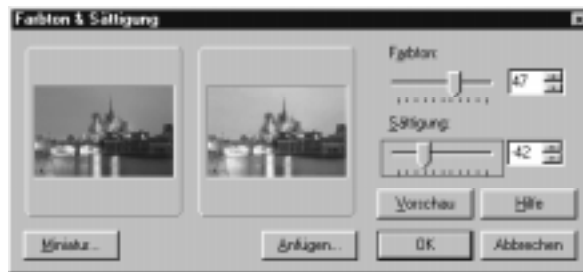 Farbton & Sättigung
Farbton:
47
Sättigung:
-42
Vorschau
Hilfe
Miniatur...
Anfügen...
OK
Abbrechen